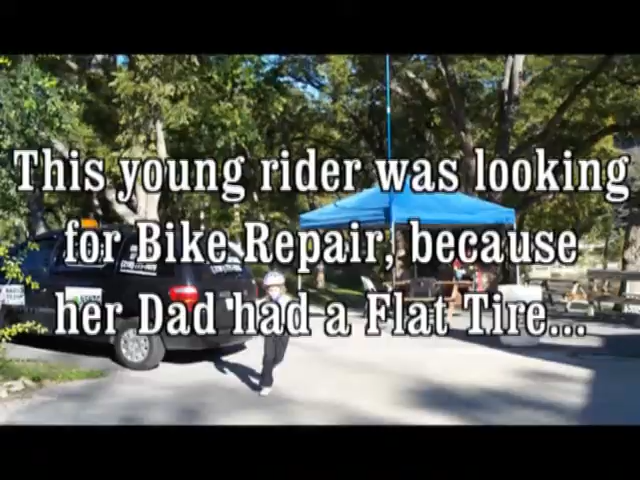 This young rider was looking
for Bike Repair, because
her Dad had a Flat Tire...